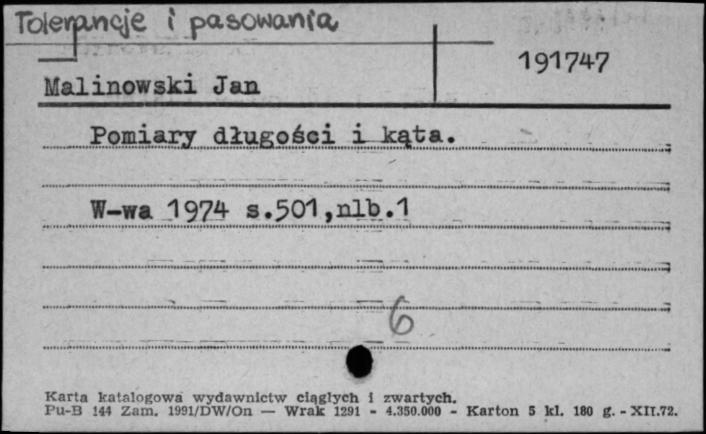 Tolerancje i pasowania
191747
Malinowski Jan
Pomiary długości i kąta.
W-wa 1974 s.501,nlb.1
6
Karta katalogowa wydawnictw ciągłych i zwartych.
Pu-B 144 Zam. 1991/DW/On — Wrak 1291 - 4.350.000 - Karton 5 kl. 180 g. - XII.72.